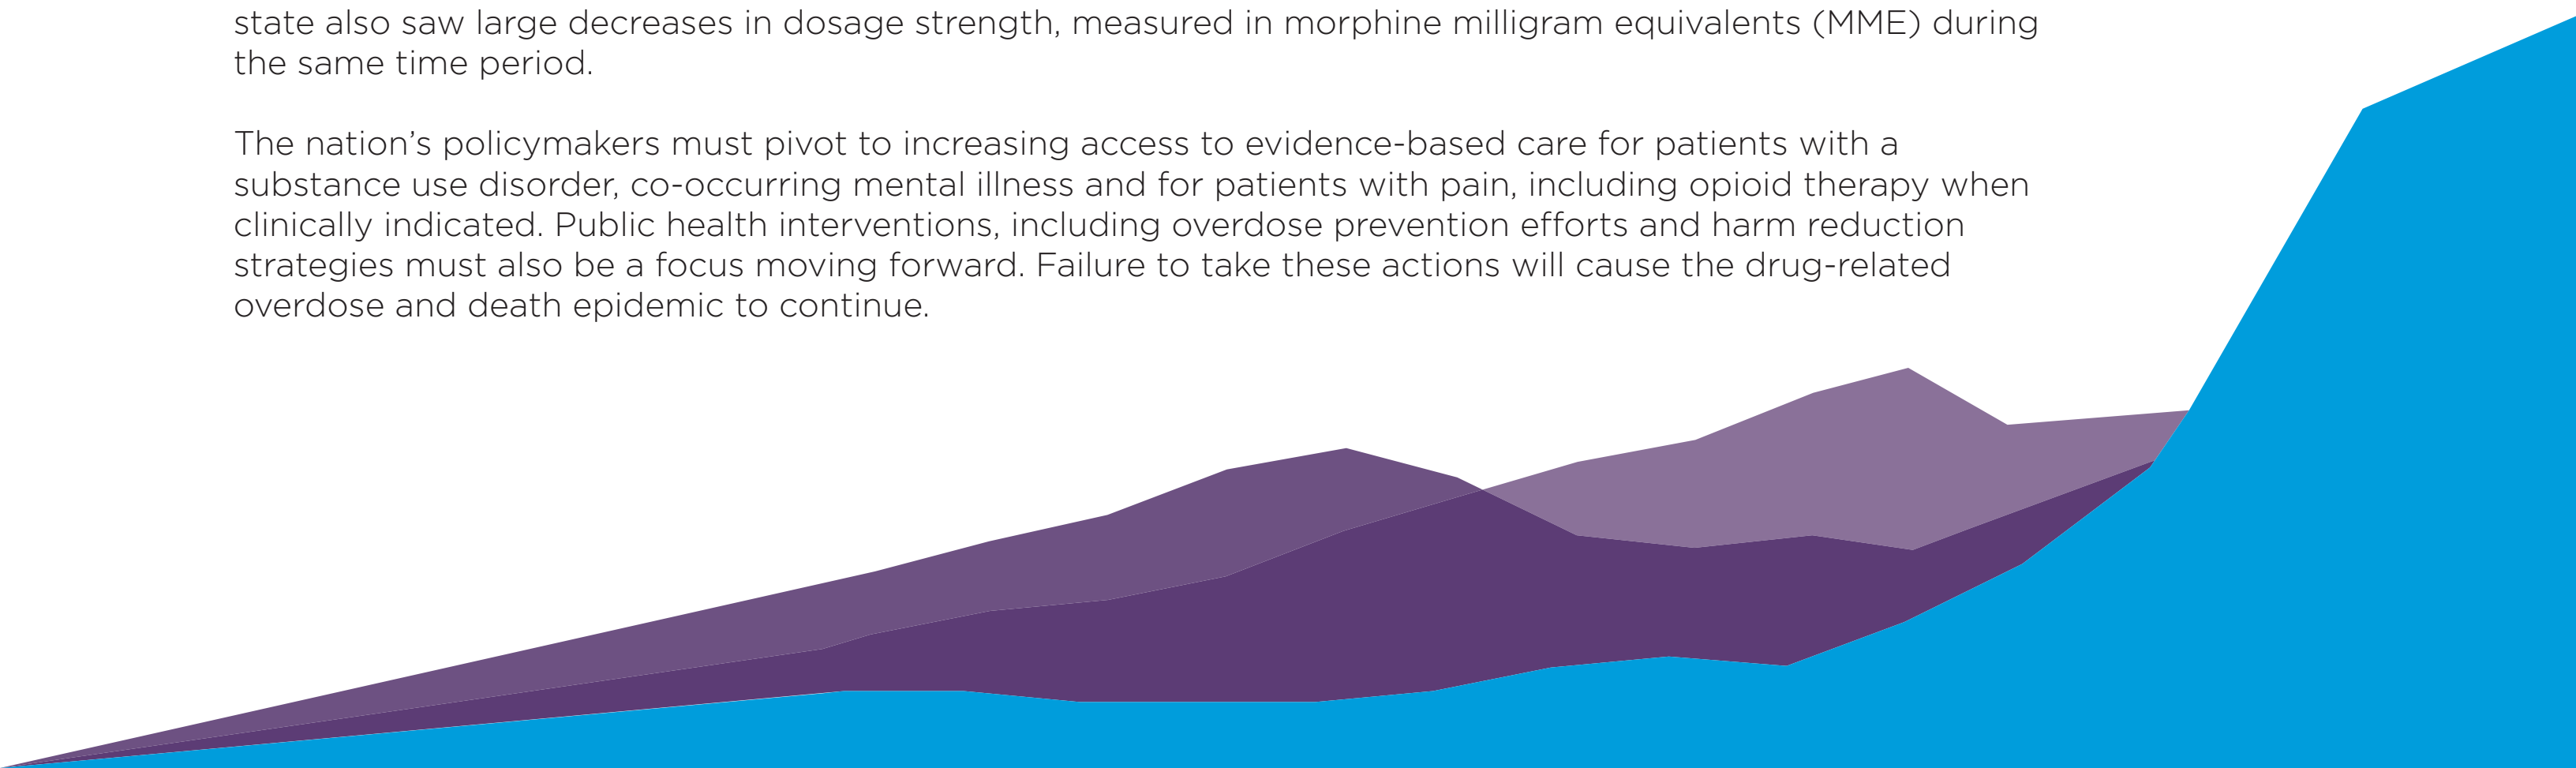 state also saw large decreases in dosage strength, measured in morphine milligram equivalents (MME) during
the same time period.
The nation’s policymakers must pivot to increasing access to evidence-based care for patients with a
substance use disorder, co-occurring mental illness and for patients with pain, including opioid therapy when
clinically indicated. Public health interventions, including overdose prevention efforts and harm reduction
strategies must also be a focus moving forward. Failure to take these actions will cause the drug-related
overdose and death epidemic to continue.